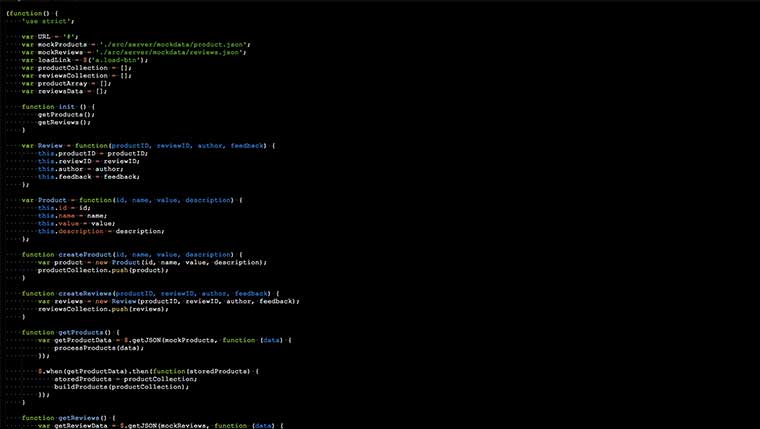 (function() {
'use strict';
var URL = '#';
var mockProducts = './src/server/mockdata/product.json';
var mockReviews = './src/server/mockdata/reviews.json';
var loadLink = $('a.load-btn');
var productCollection = [];
var reviewsCollection = [];
var productArray = [];
var reviewsData = [];
function init () {
getProducts();
getReviews();
}
var Review = function(productID, reviewID, author, feedback) {
this.productID = productID;
this.reviewID = reviewID;
this.author = author;
this.feedback = feedback;
};
var Product = function(id, name, value, description) {
this.id = id;
this.name = name;
this.value = value;
this.description = description;
};
function createProduct(id, name, value, description) {
var product = new Product(id, name, value, description);
productCollection.push(product);
}
function createReviews(productID, reviewID, author, feedback) {
var reviews = new Review(productID, reviewID, author, feedback);
reviewsCollection.push(reviews);
}
function getProducts() {
var getProductData = $.getJSON(mockProducts, function (data) {
processProducts(data);
});
$.when(getProductData).then(function(storedProducts) {
storedProducts = productCollection;
buildProducts(productCollection);
});
}
function getReviews() {
var getReviewData = $.getJSON(mockReviews, function (data) {